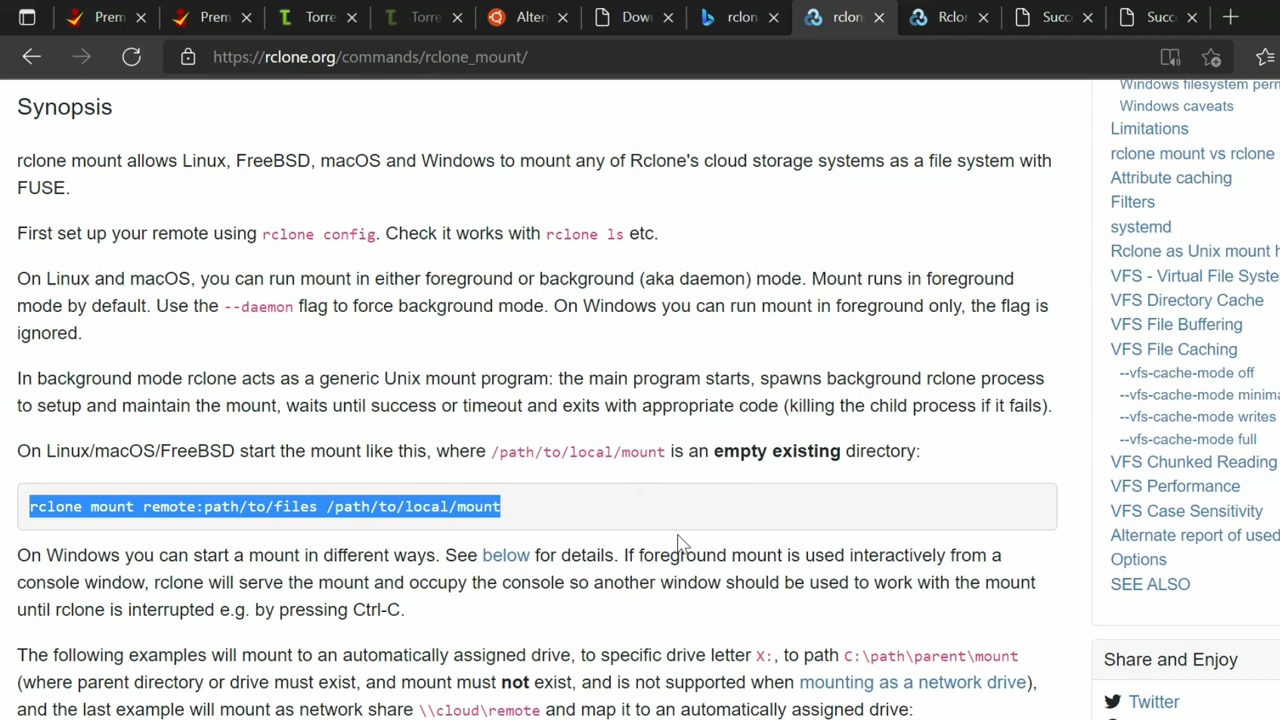 Prem
Prem
Torre
Torre
Alter
Dow
rclon
rclon
Rclor
Succ
Succ
https://rclone.org/commands/rclone_mount/
Synopsis
rclone mount allows Linux, FreeBSD, macOS and Windows to mount any of Rclone's cloud storage systems as a file system with
FUSE.
First set up your remote using rclone config. Check it works with rclone ls etc.
On Linux and macOS, you can run mount in either foreground or background (aka daemon) mode. Mount runs in foreground
mode by default. Use the --daemon flag to force background mode. On Windows you can run mount in foreground only, the flag is
ignored.
In background mode rclone acts as a generic Unix mount program: the main program starts, spawns background rclone process
to setup and maintain the mount, waits until success or timeout and exits with appropriate code (killing the child process if it fails).
On Linux/macOS/FreeBSD start the mount like this, where /path/to/local/mount is an empty existing directory:
rclone mount remote:path/to/files /path/to/local/mount
On Windows you can start a mount in different ways. See below for details. If foreground mount is used interactively from a
console window, rclone will serve the mount and occupy the console so another window should be used to work with the mount
until rclone is interrupted e.g. by pressing Ctrl-C.
The following examples will mount to an automatically assigned drive, to specific drive letter X:, to path C:\path\parent\mount
(where parent directory or drive must exist, and mount must not exist, and is not supported when mounting as a network drive),
and the last example will mount as network share \\cloud\remote and map it to an automatically assigned drive:
Windows filesystem perm
Windows caveats
Limitations
rclone mount vs rclone
Attribute caching
Filters
systemd
Rclone as Unix mount h
VFS - Virtual File Syste
VFS Directory Cache
VFS File Buffering
VFS File Caching
--vfs-cache-mode off
--vfs-cache-mode minima
--vfs-cache-mode writes
--vfs-cache-mode full
VFS Chunked Reading
VFS Performance
VFS Case Sensitivity
Alternate report of used
Options
SEE ALSO
Share and Enjoy
Twitter